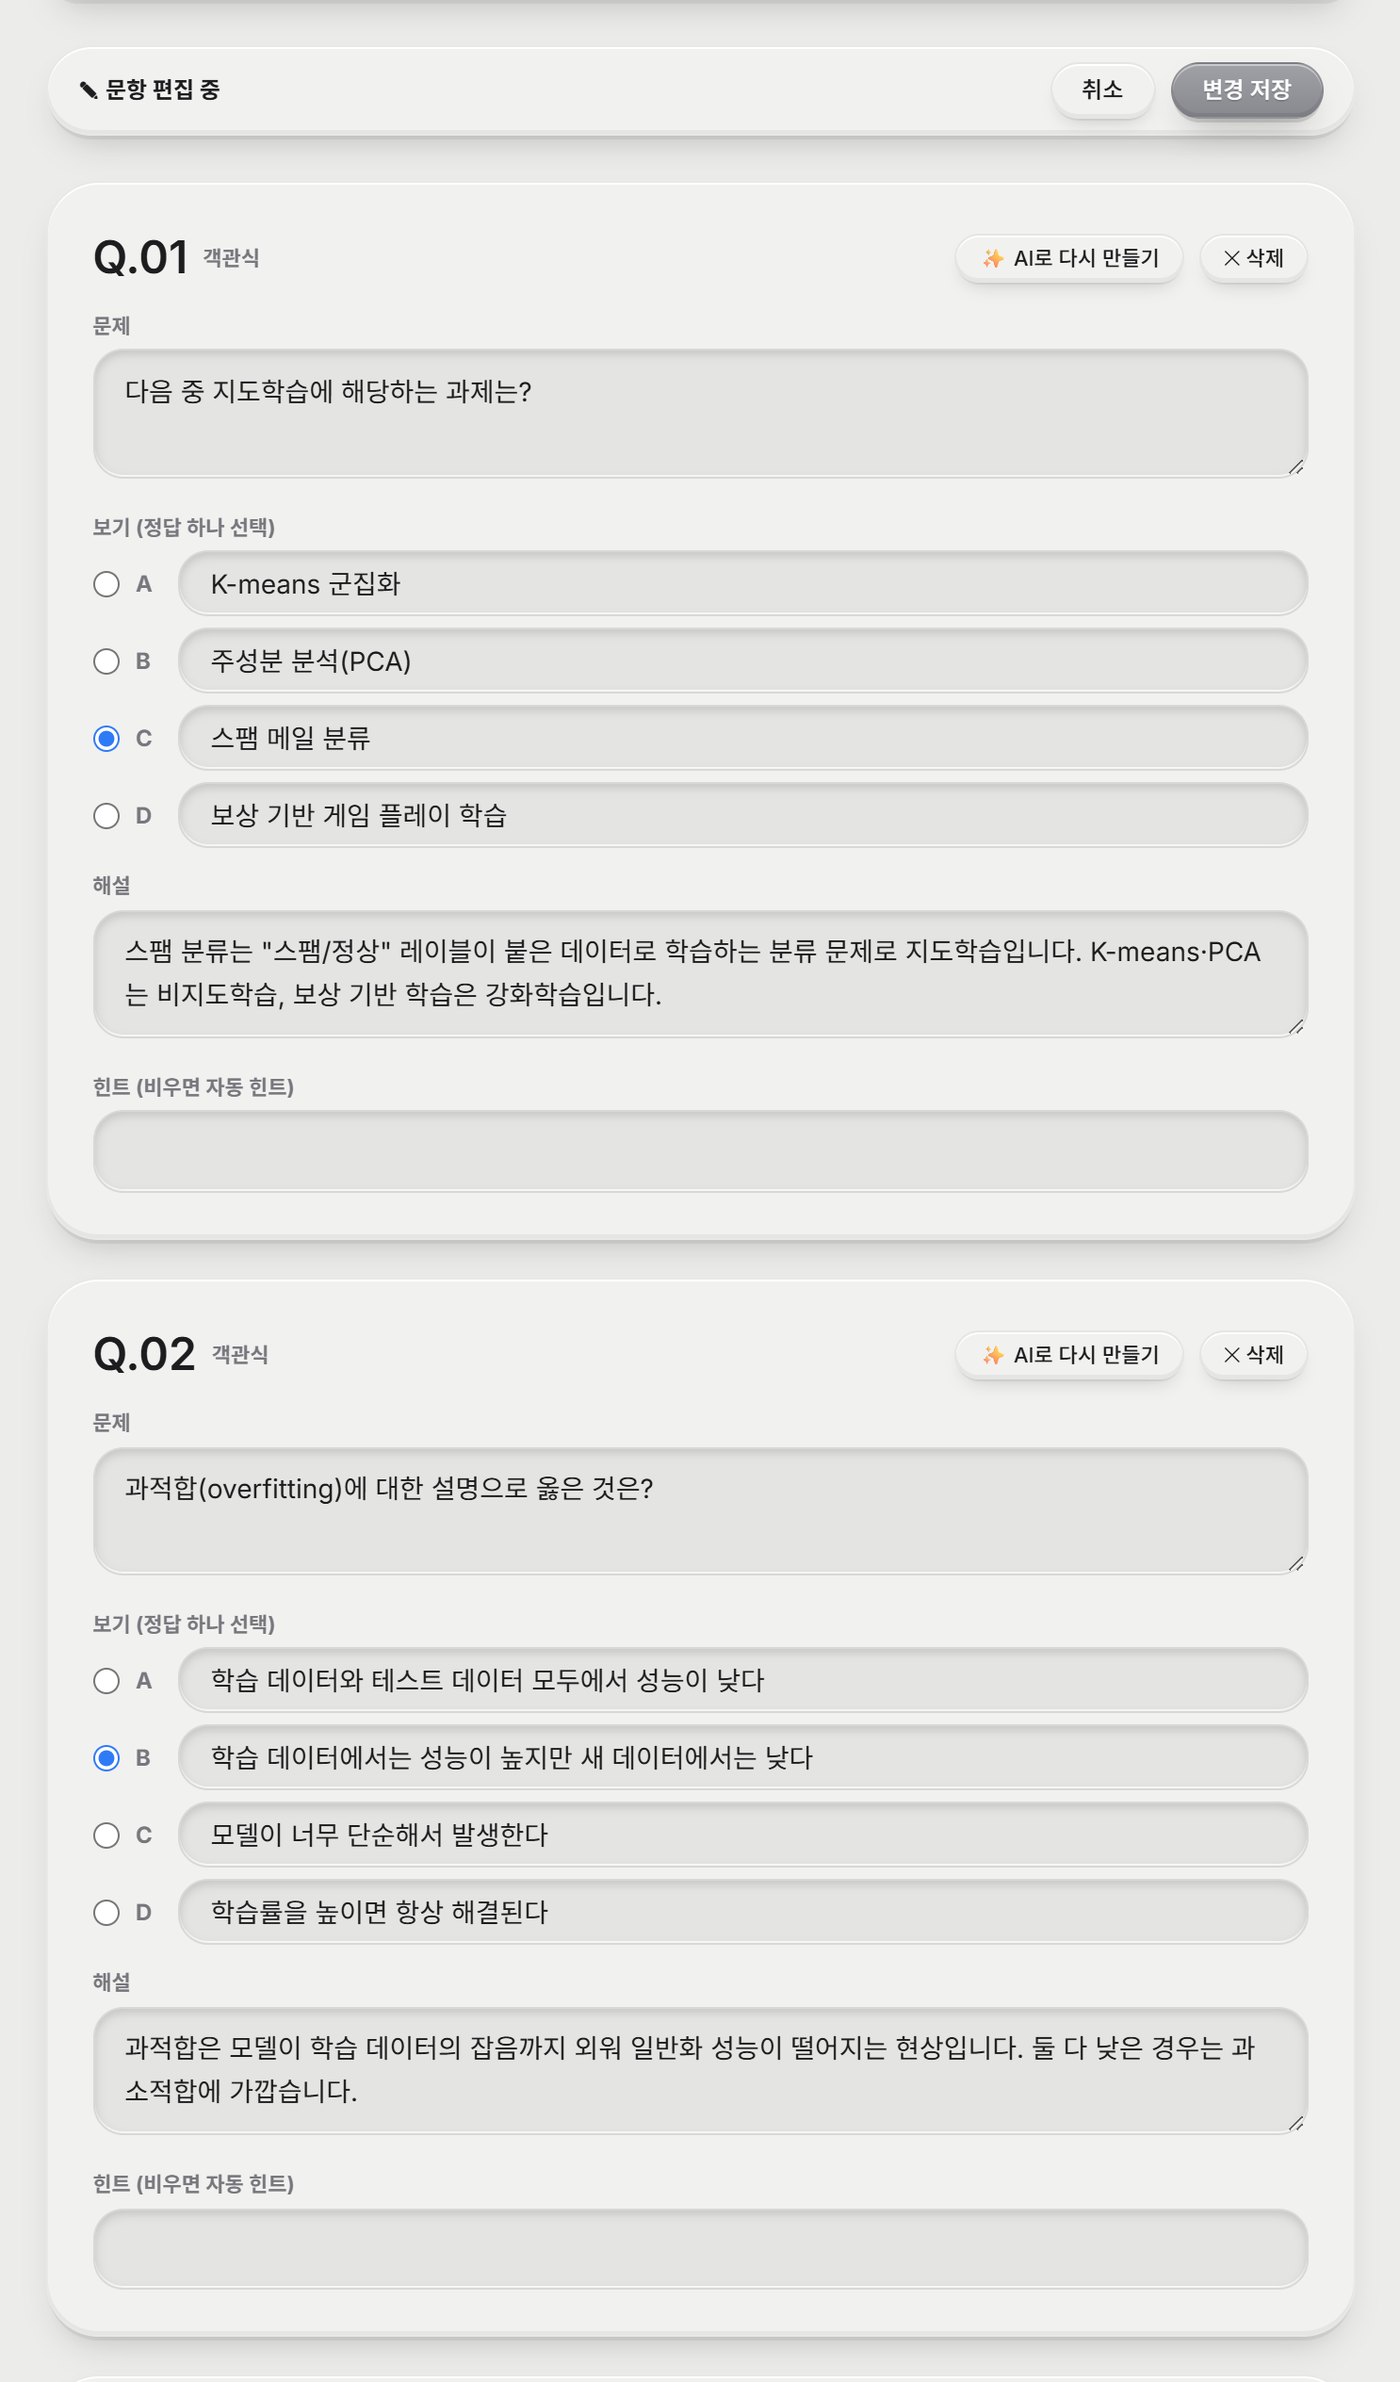 ✏ 문항 편집 중
취소
변경 저장
Q.01 객관식
✨ AI로 다시 만들기
✕ 삭제
문제
다음 중 지도학습에 해당하는 과제는?
보기 (정답 하나 선택)
A K-means 군집화
B 주성분 분석(PCA)
C 스팸 메일 분류
D 보상 기반 게임 플레이 학습
해설
스팸 분류는 "스팸/정상" 레이블이 붙은 데이터로 학습하는 분류 문제로 지도학습입니다. K-means·PCA
는 비지도학습, 보상 기반 학습은 강화학습입니다.
힌트 (비우면 자동 힌트)
Q.02 객관식
✨ AI로 다시 만들기
✕ 삭제
문제
과적합(overfitting)에 대한 설명으로 옳은 것은?
보기 (정답 하나 선택)
A 학습 데이터와 테스트 데이터 모두에서 성능이 낮다
B 학습 데이터에서는 성능이 높지만 새 데이터에서는 낮다
C 모델이 너무 단순해서 발생한다
D 학습률을 높이면 항상 해결된다
해설
과적합은 모델이 학습 데이터의 잡음까지 외워 일반화 성능이 떨어지는 현상입니다. 둘 다 낮은 경우는 과
소적합에 가깝습니다.
힌트 (비우면 자동 힌트)